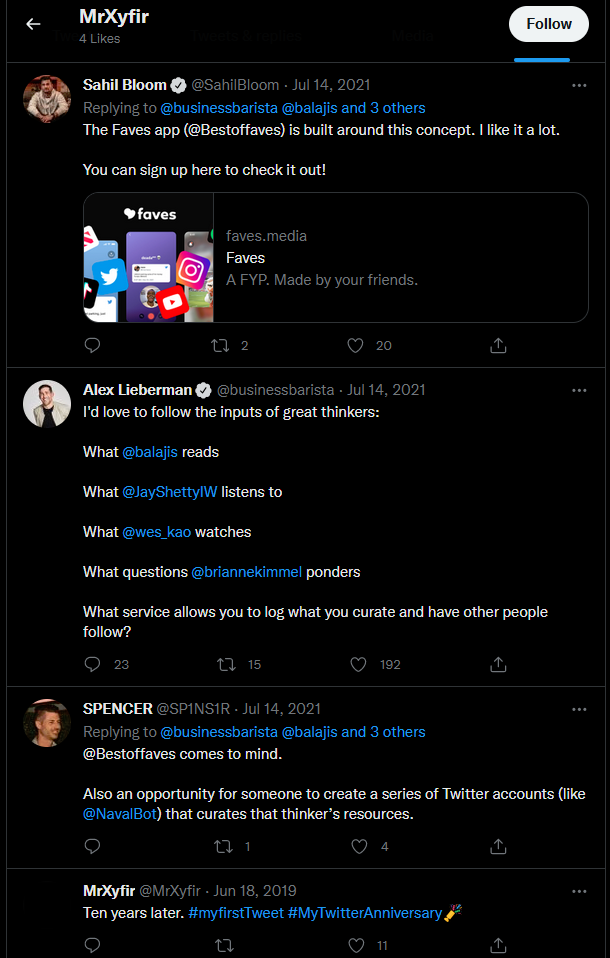 MrXyfir
4 Likes
Follow
Sahil Bloom @SahilBloom · Jul 14, 2021
Replying to @businessbarista @balajis and 3 others
The Faves app (@Bestoffaves) is built around this concept. I like it a lot.
You can sign up here to check it out!
faves
faves.media
Faves
A FYP. Made by your friends.
2 20
Alex Lieberman @businessbarista · Jul 14, 2021
I'd love to follow the inputs of great thinkers:
What @balajis reads
What @JayShettyIW listens to
What @wes_kao watches
What questions @briannekimmel ponders
What service allows you to log what you curate and have other people
follow?
23 15 192
SPENCER @SP1NS1R · Jul 14, 2021
Replying to @businessbarista @balajis and 3 others
@Bestoffaves comes to mind.
Also an opportunity for someone to create a series of Twitter accounts (like
@NavalBot) that curates that thinker’s resources.
1 4
MrXyfir @MrXyfir · Jun 18, 2019
Ten years later. #myfirstTweet #MyTwitterAnniversary🎉
11